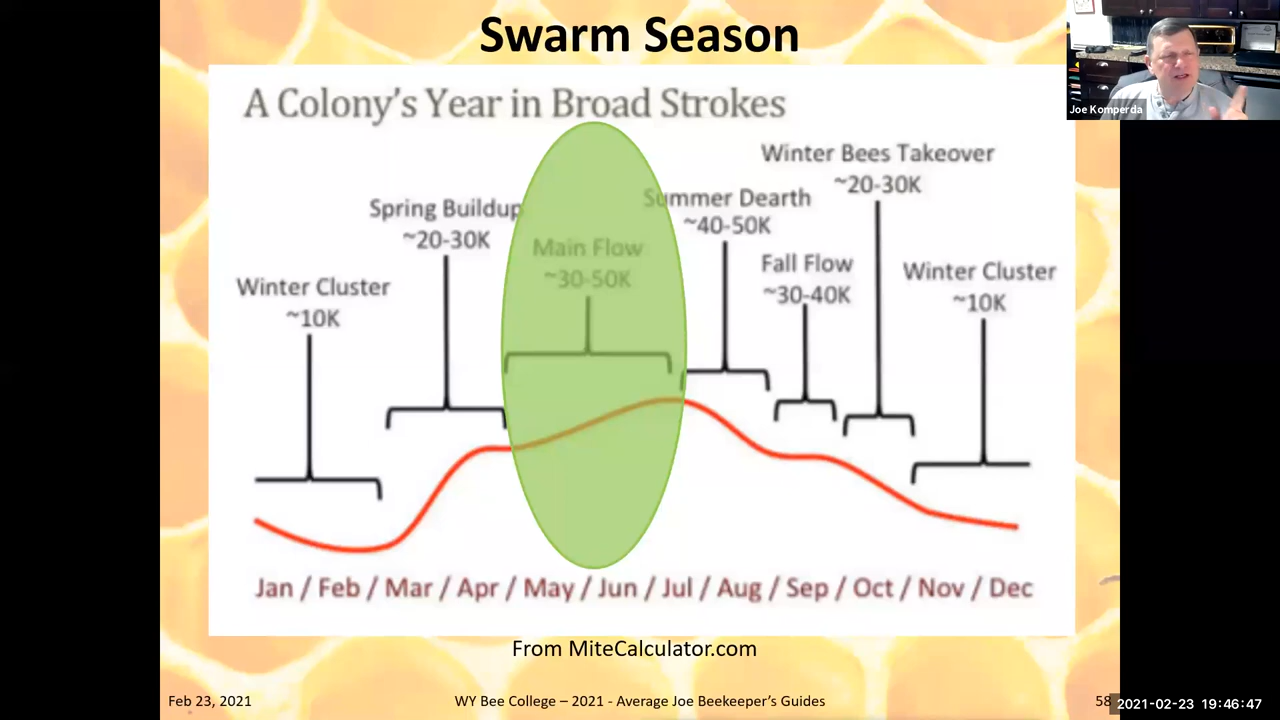 Swarm Season
Joe Komperda
A Colony's Year in Broad Strokes
Winter Bees Takeover
~20-30K
Summer Dearth
~40-50K
Spring Buildup
~20-30K
Main Flow
~30-50K
Fall Flow
~30-40K
Winter Cluster
~10K
Winter Cluster
~10K
Jan / Feb / Mar / Apr / May / Jun / Jul / Aug / Sep / Oct / Nov / Dec
From MiteCalculator.com
Feb 23, 2021
WY Bee College – 2021 - Average Joe Beekeeper's Guides
58
2021-02-23 19:46:47